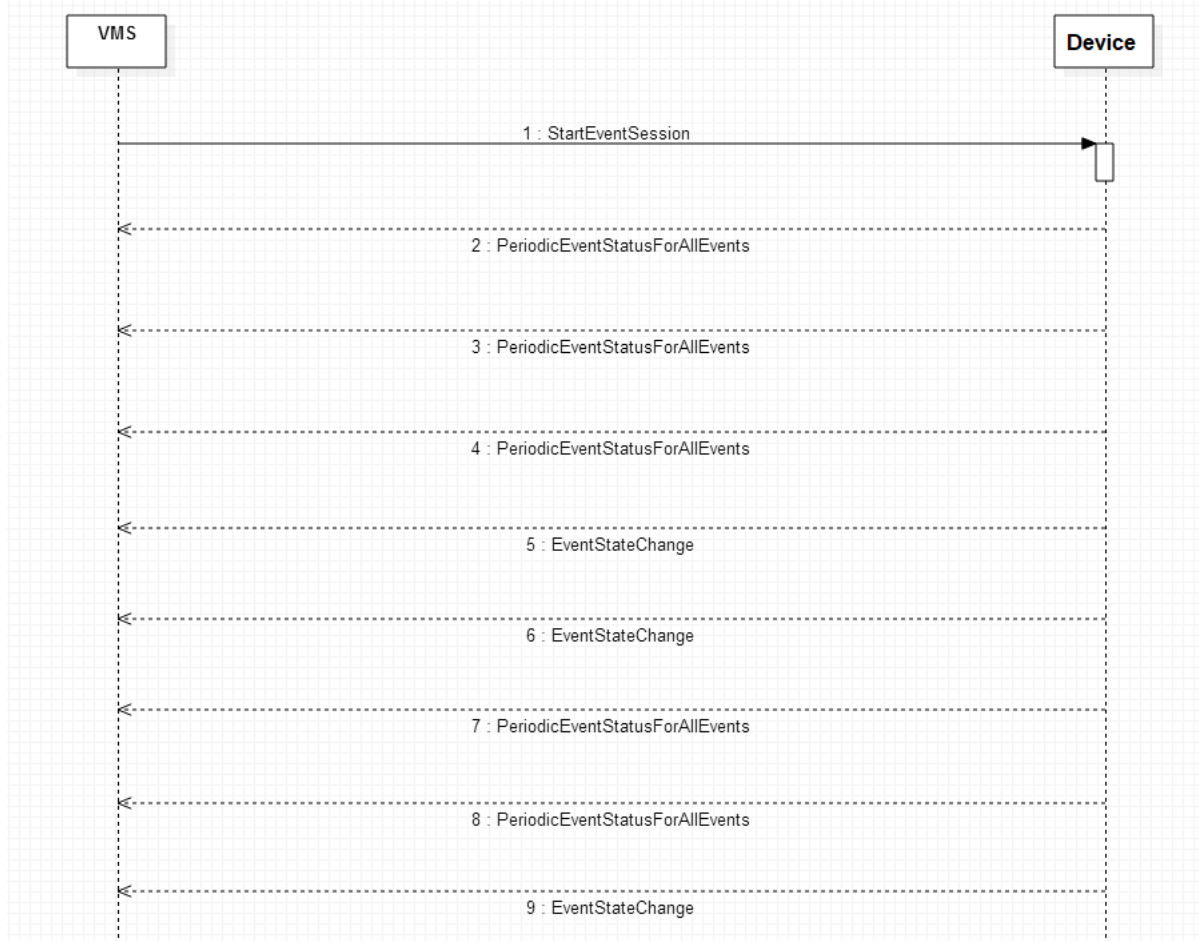 VMS
Device
1 : StartEventSession
2 : PeriodicEventStatusForAllEvents
3 : PeriodicEventStatusForAllEvents
4 : PeriodicEventStatusForAllEvents
5 : EventStateChange
6 : EventStateChange
7 : PeriodicEventStatusForAllEvents
8 : PeriodicEventStatusForAllEvents
9 : EventStateChange